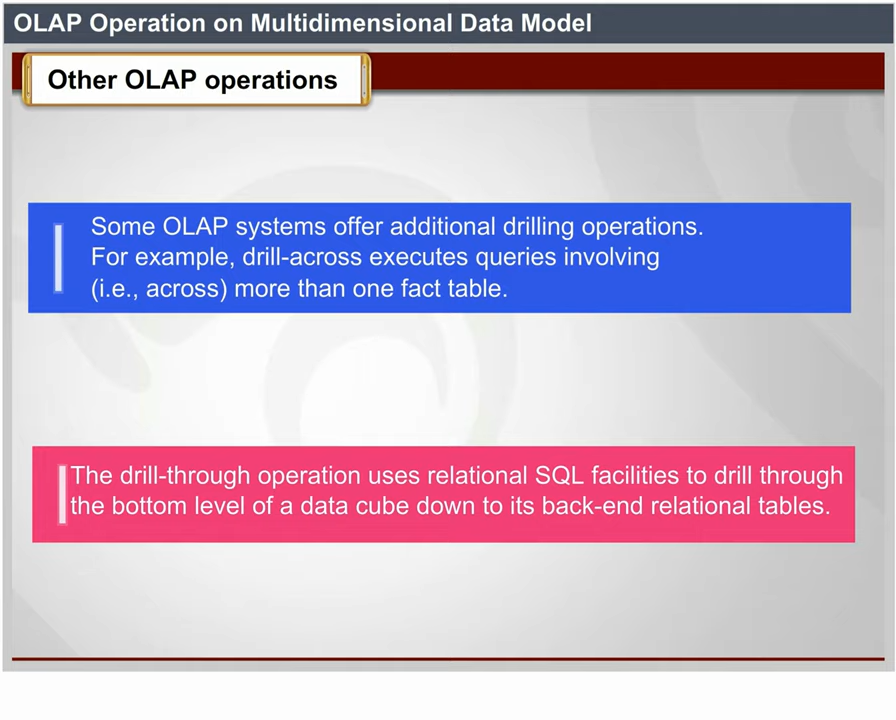 OLAP Operation on Multidimensional Data Model
Other OLAP operations
Some OLAP systems offer additional drilling operations.
For example, drill-across executes queries involving
(i.e., across) more than one fact table.
The drill-through operation uses relational SQL facilities to drill through
the bottom level of a data cube down to its back-end relational tables.